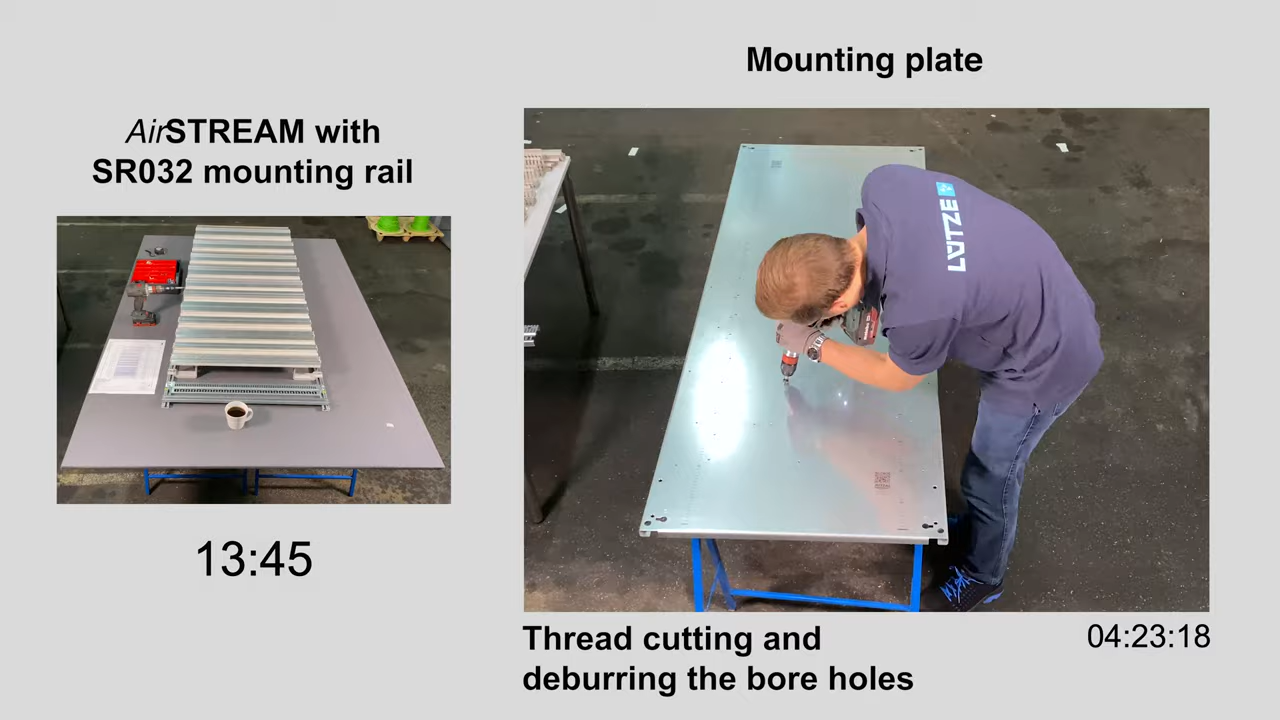 AirSTREAM with
SR032 mounting rail
13:45
Mounting plate
LUTZE
Thread cutting and
deburring the bore holes
04:23:18